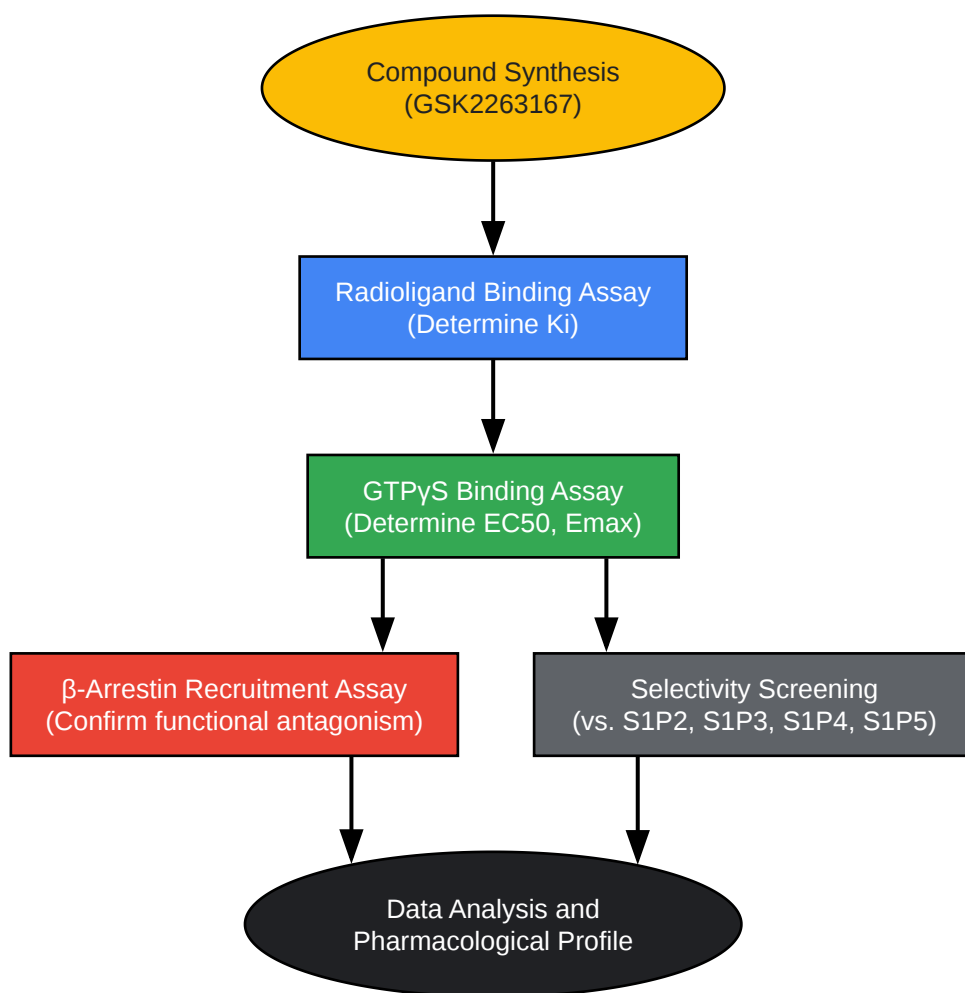 Compound Synthesis
(GSK2263167)
Radioligand Binding Assay
(Determine Ki)
GTPγS Binding Assay
(Determine EC50, Emax)
β-Arrestin Recruitment Assay
(Confirm functional antagonism)
Selectivity Screening
(vs. S1P2, S1P3, S1P4, S1P5)
Data Analysis and
Pharmacological Profile